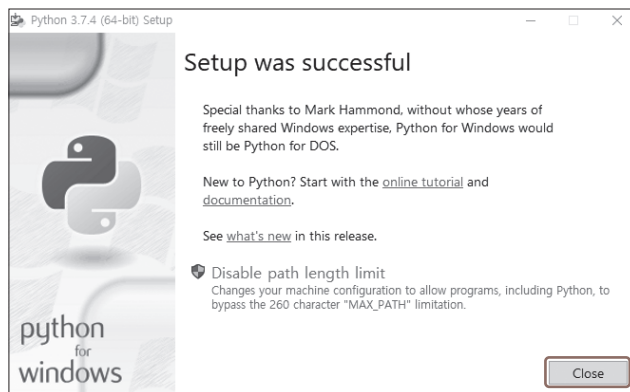 Python 3.7.4 (64-bit) Setup
Setup was successful
Special thanks to Mark Hammond, without whose years of
freely shared Windows expertise, Python for Windows would
still be Python for DOS.
New to Python? Start with the online tutorial and
documentation.
See what's new in this release.
Disable path length limit
Changes your machine configuration to allow programs, including Python, to
bypass the 260 character "MAX_PATH" limitation.
python
for
windows
Close